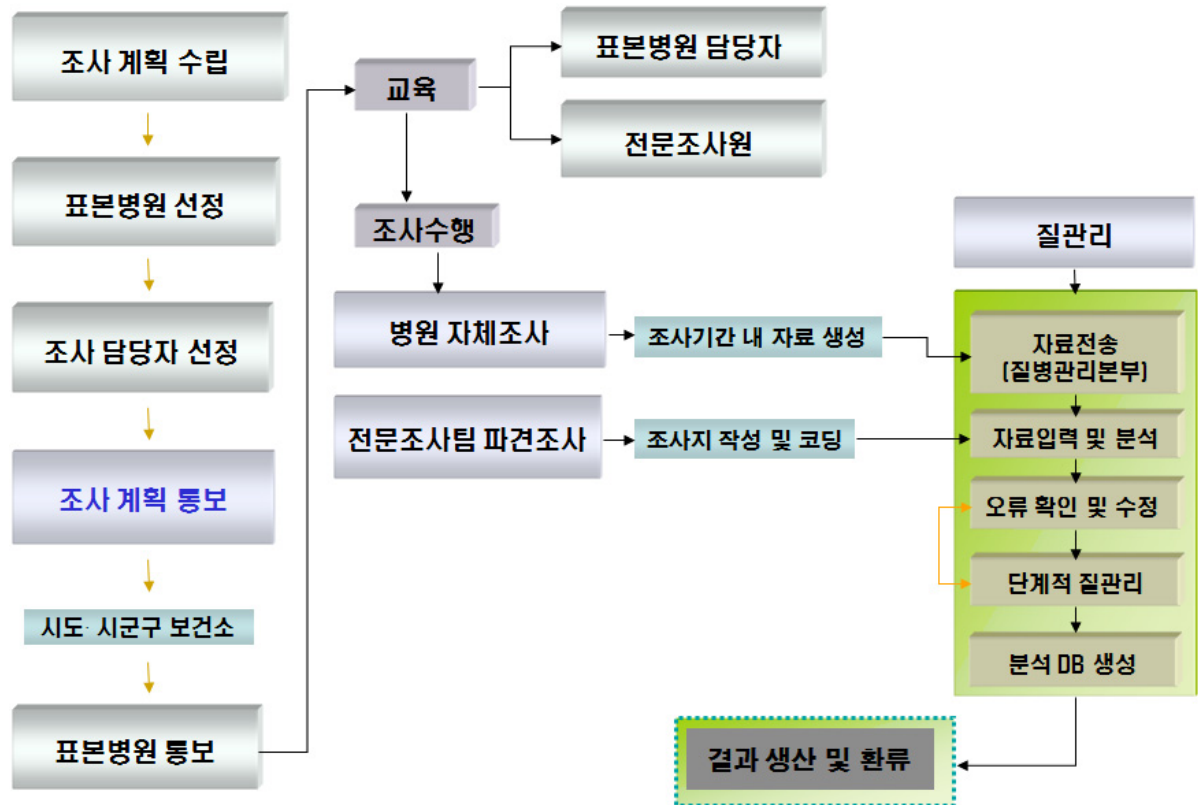 조사 계획 수립
표본병원 선정
조사 담당자 선정
조사 계획 통보
시도· 시군구 보건소
표본병원 통보
교육
표본병원 담당자
전문조사원
조사수행
병원 자체조사
조사기간 내 자료 생성
전문조사팀 파견조사
조사지 작성 및 코딩
질관리
자료전송
(질병관리본부)
자료입력 및 분석
오류 확인 및 수정
단계적 질관리
분석 DB 생성
결과 생산 및 환류